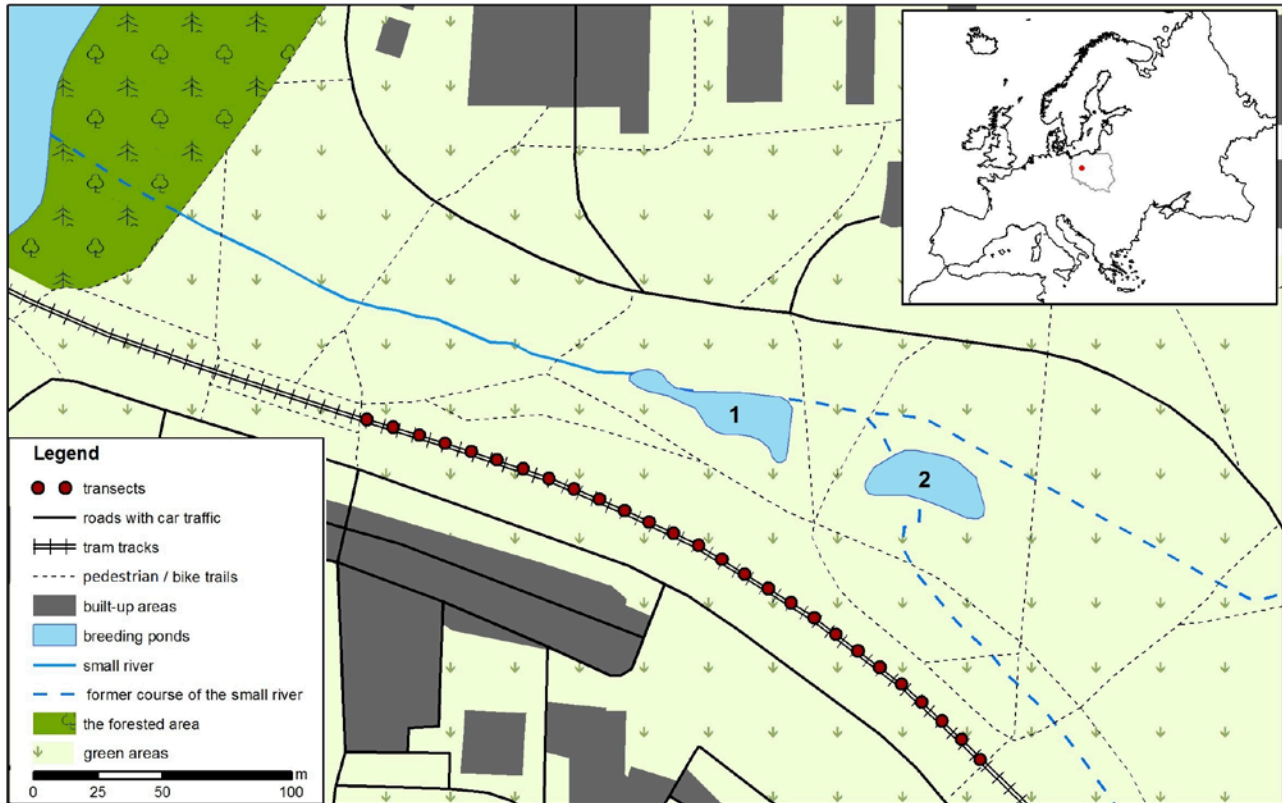 1
2
Legend
transects
roads with car traffic
tram tracks
pedestrian / bike trails
built-up areas
breeding ponds
small river
former course of the small river
the forested area
green areas
m
0 25 50 100